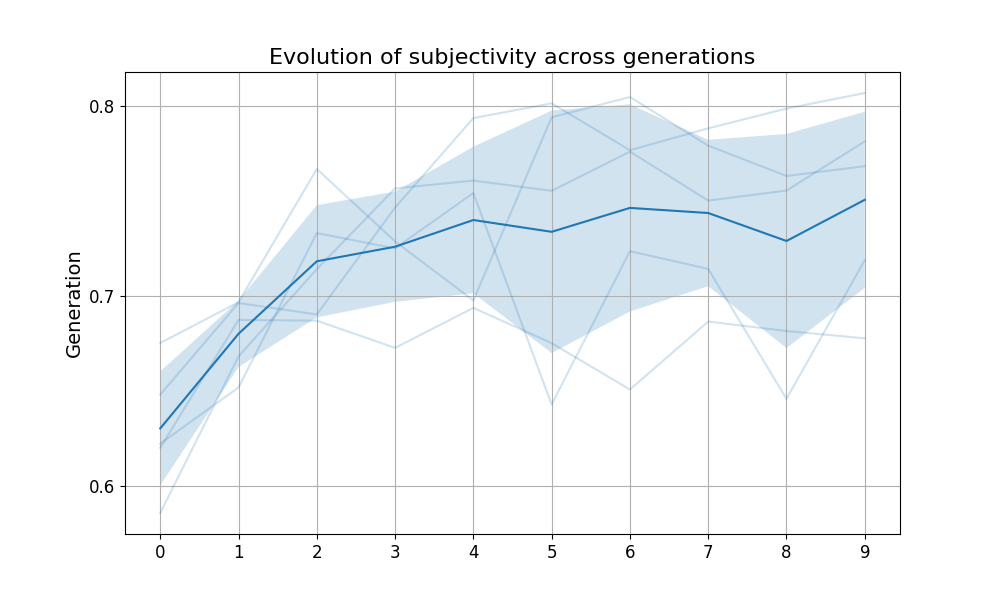 Evolution of subjectivity across generations
0.8
0.7
0.6
Generation
0 1 2 3 4 5 6 7 8 9